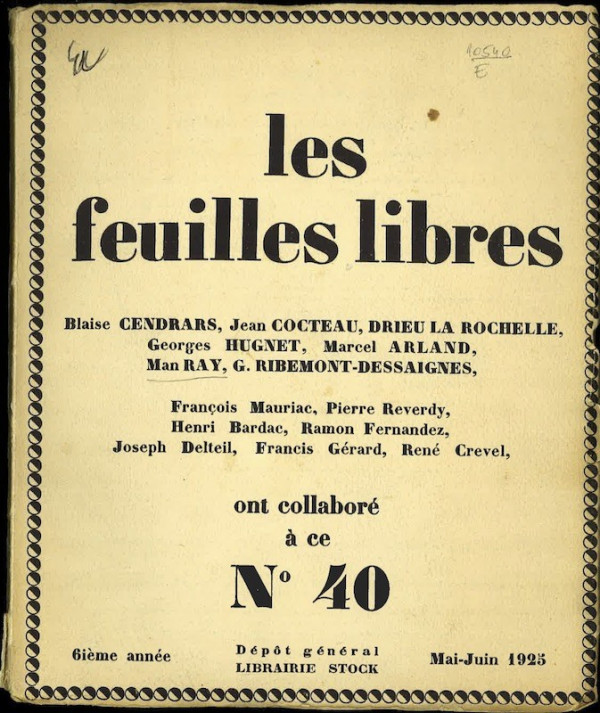 10540
E
les
feuilles libres
Blaise CENDRARS, Jean COCTEAU, DRIEU LA ROCHELLE,
Georges HUGNET, Marcel ARLAND,
Man RAY, G. RIBEMONT-DESSAIGNES,
François Mauriac, Pierre Reverdy,
Henri Bardac, Ramon Fernandez,
Joseph Delteil, Francis Gérard, René Crevel,
ont collaboré
à ce
N° 40
6ième année
Dépôt général
LIBRAIRIE STOCK
Mai-Juin 1925